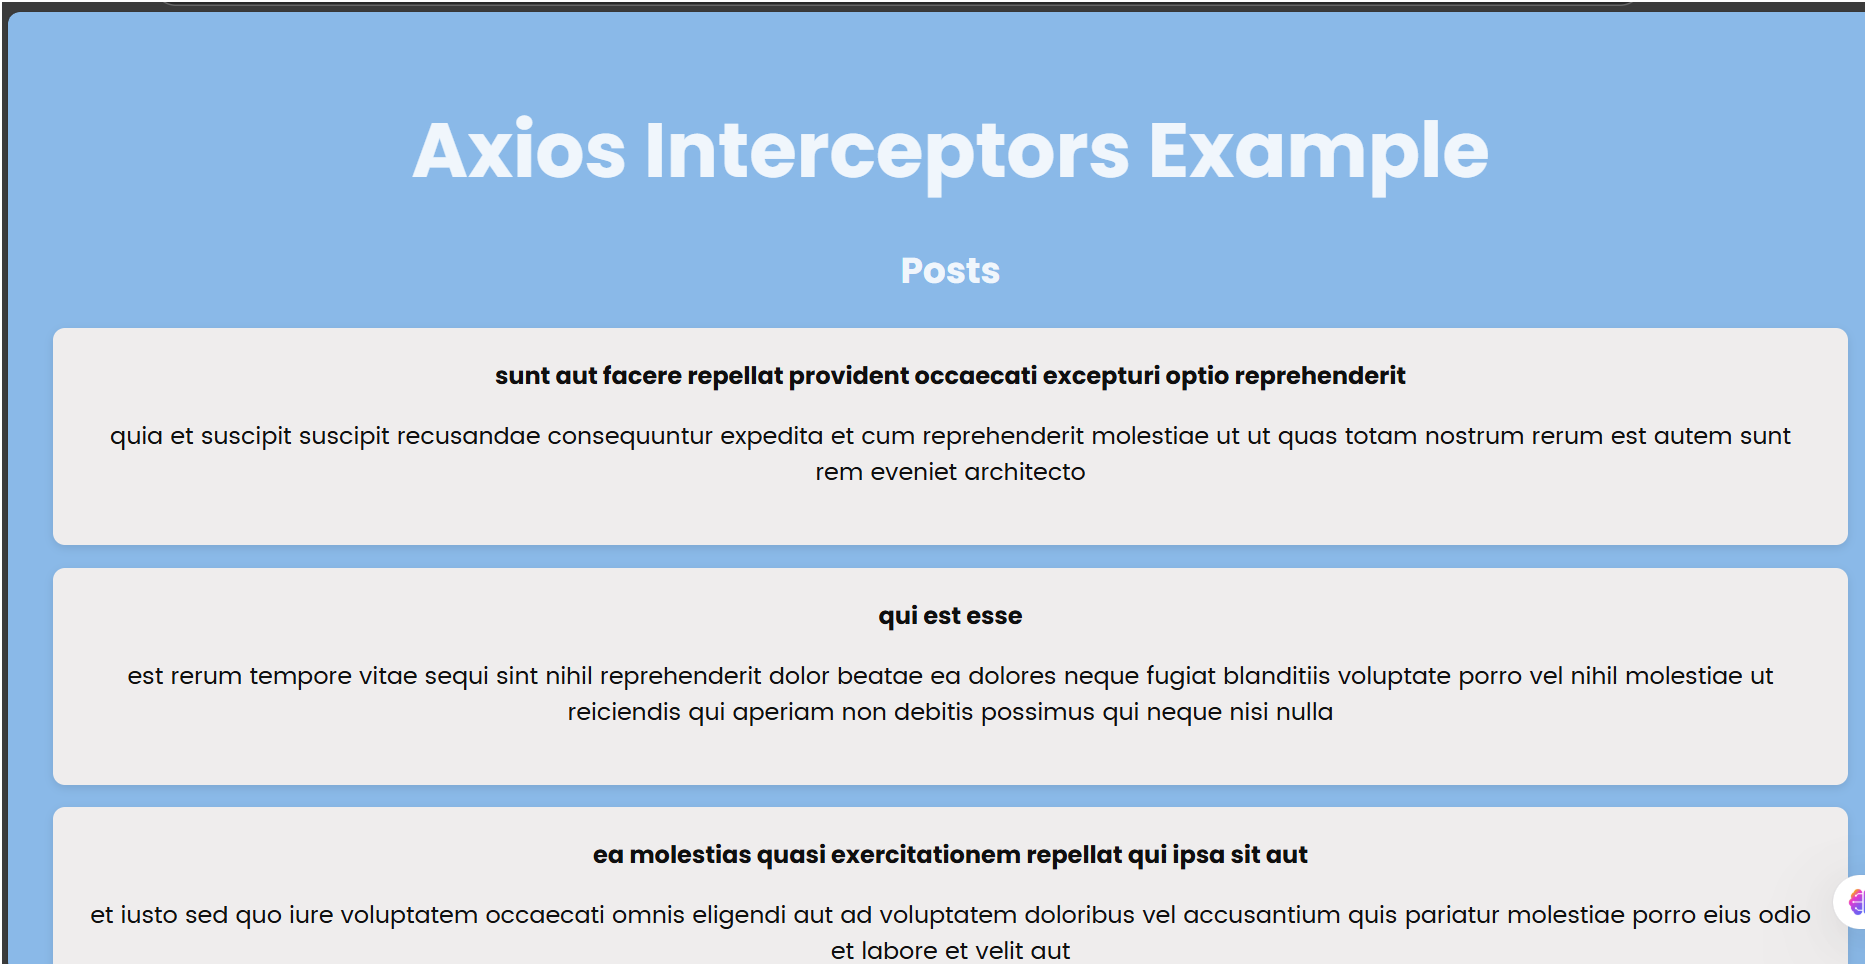 Axios Interceptors Example
Posts
sunt aut facere repellat provident occaecati excepturi optio reprehenderit
quia et suscipit suscipit recusandae consequuntur expedita et cum reprehenderit molestiae ut ut quas totam nostrum rerum est autem sunt
rem eveniet architecto
qui est esse
est rerum tempore vitae sequi sint nihil reprehenderit dolor beatae ea dolores neque fugiat blanditiis voluptate porro vel nihil molestiae ut
reiciendis qui aperiam non debitis possimus qui neque nisi nulla
ea molestias quasi exercitationem repellat qui ipsa sit aut
et iusto sed quo iure voluptatem occaecati omnis eligendi aut ad voluptatem doloribus vel accusantium quis pariatur molestiae porro eius odio
et labore et velit aut